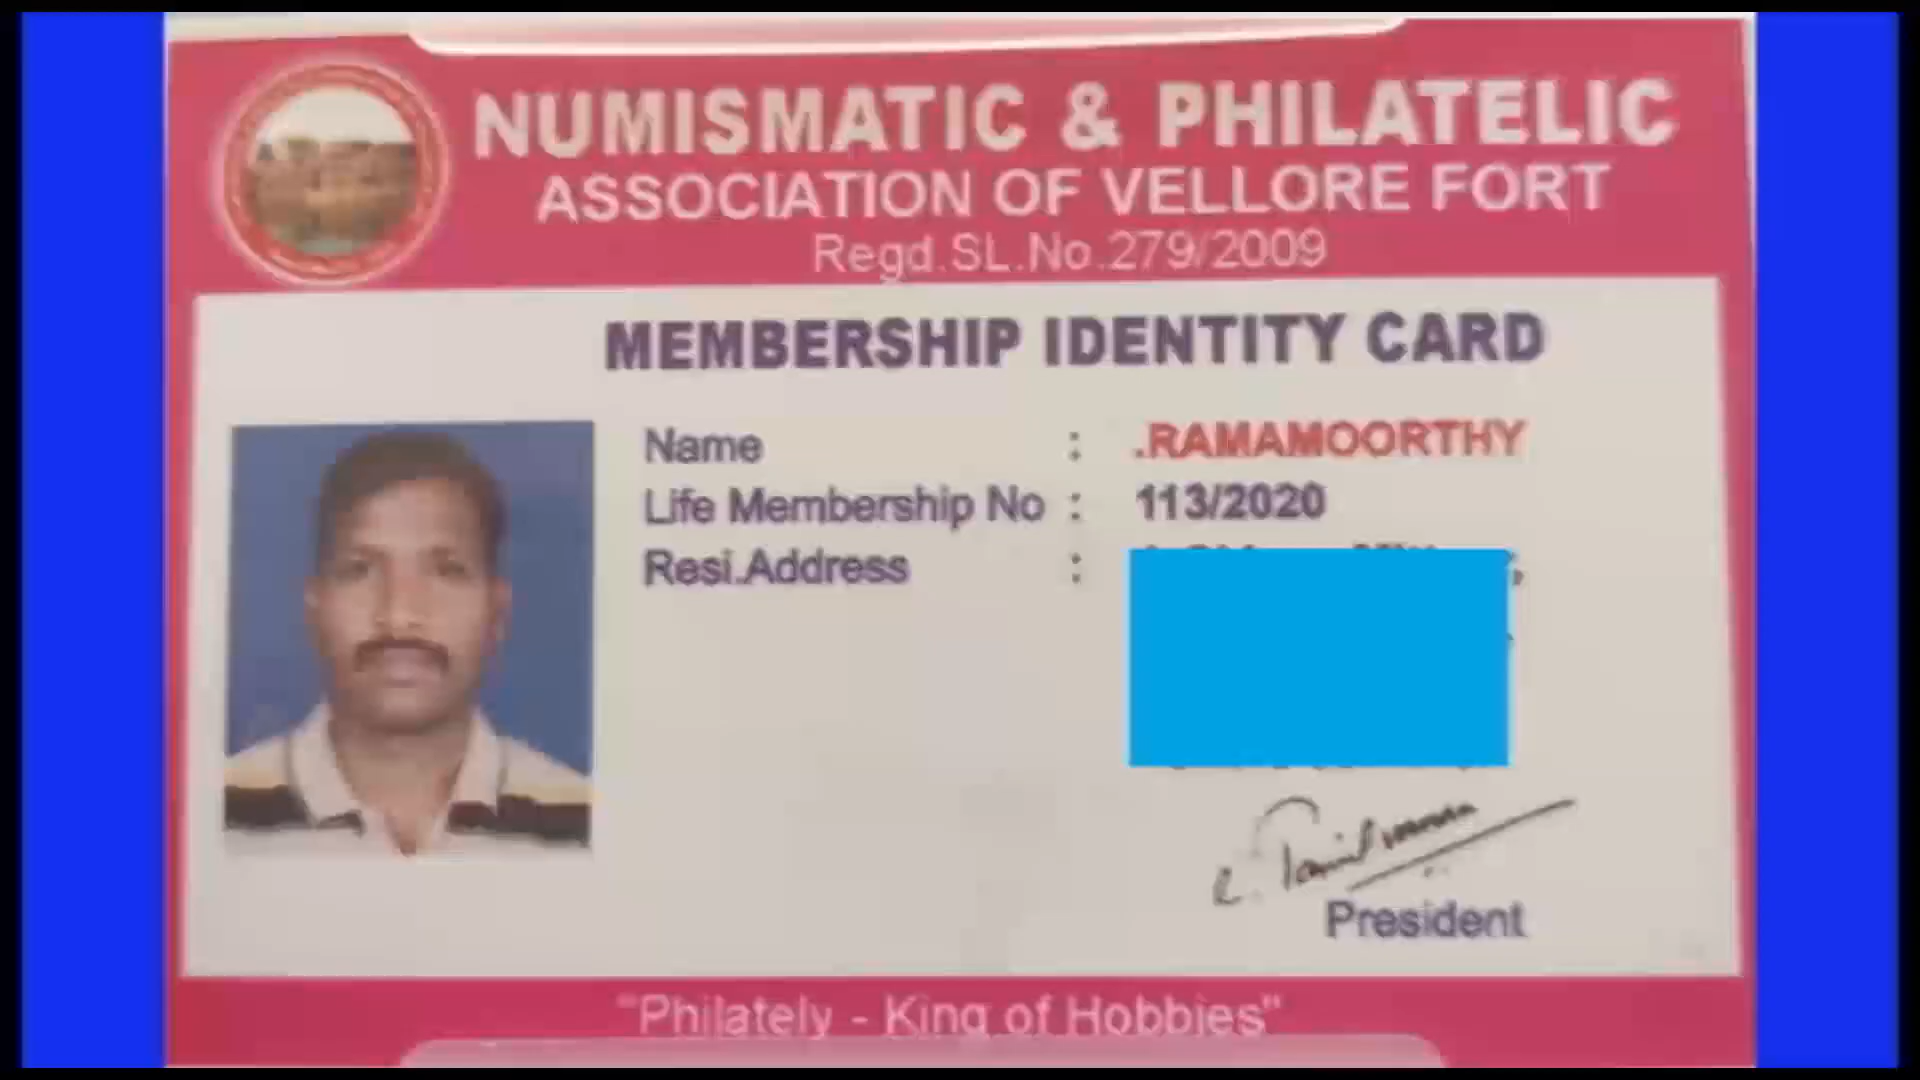 NUMISMATIC & PHILATELIC
ASSOCIATION OF VELLORE FORT
Regd.SL.No.279/2009
MEMBERSHIP IDENTITY CARD
Name : .RAMAMOORTHY
Life Membership No : 113/2020
Resi.Address :
President
"Philately - King of Hobbies"